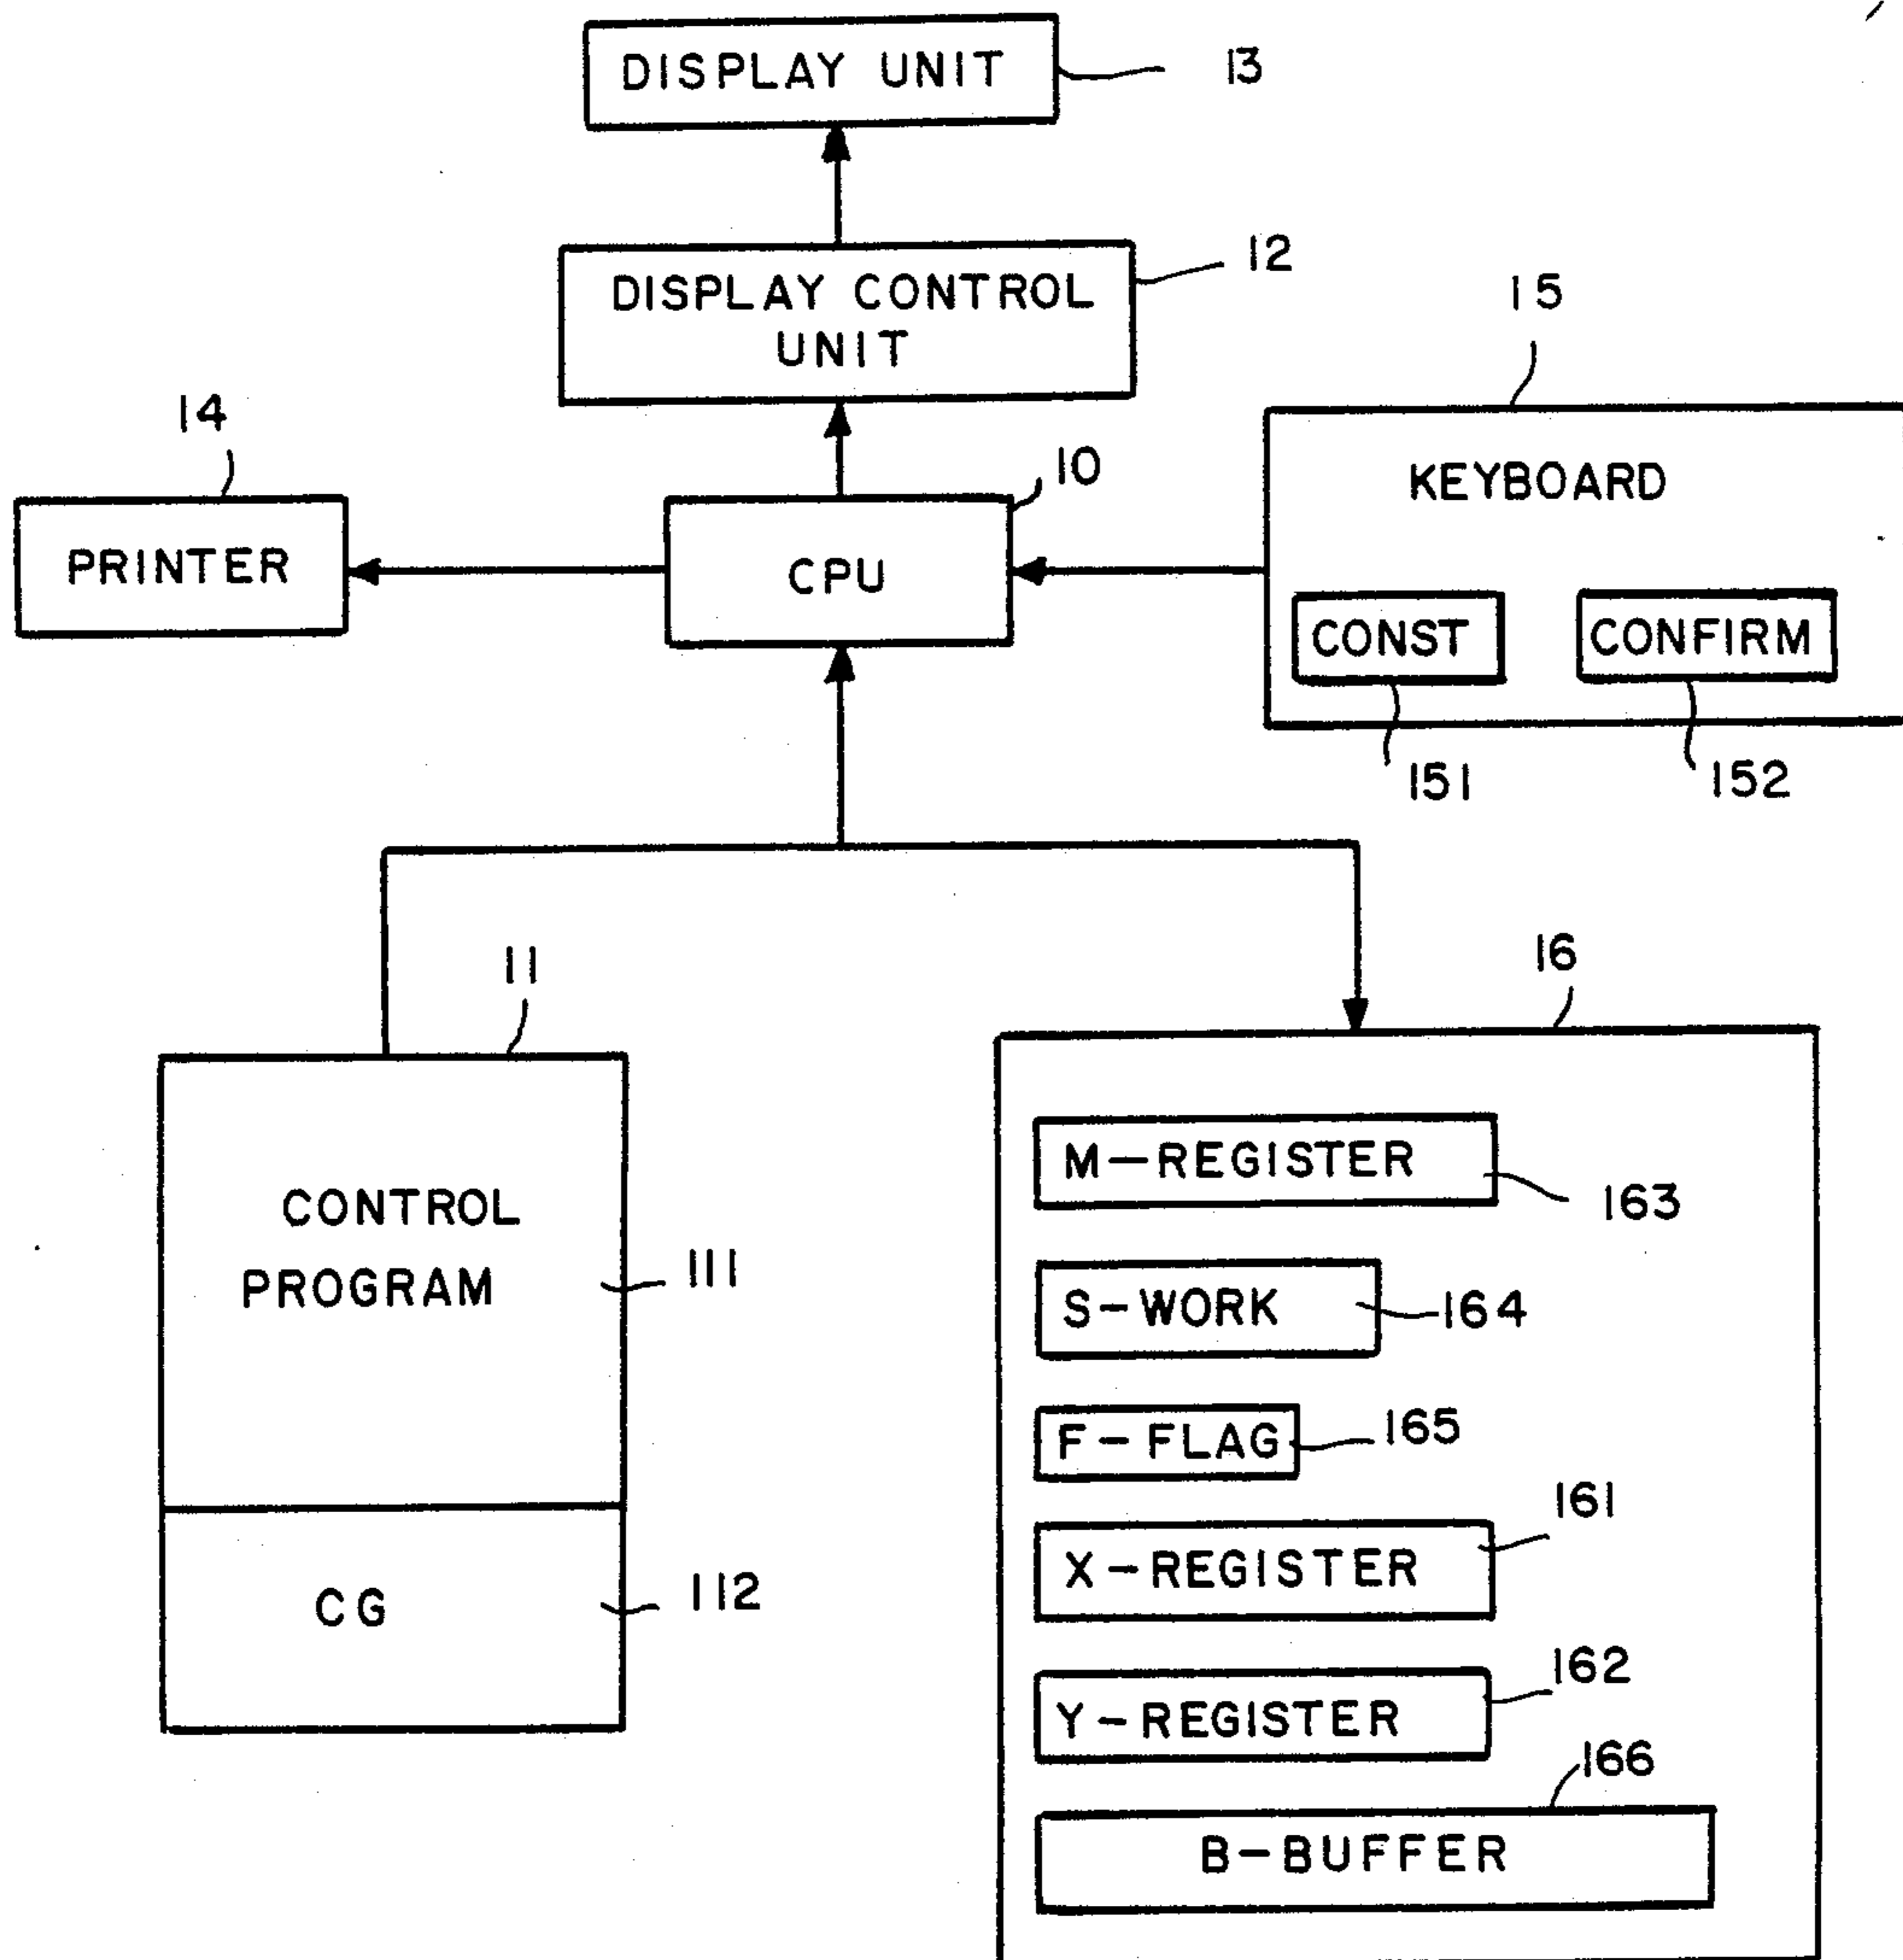 DISPLAY UNIT
13
DISPLAY CONTROL
UNIT
12
15
14
10
KEYBOARD
PRINTER
CPU
CONST
CONFIRM
151
152
11
16
CONTROL
PROGRAM
111
CG
112
M-REGISTER
163
S-WORK
164
F-FLAG
165
161
X-REGISTER
162
Y-REGISTER
166
B-BUFFER